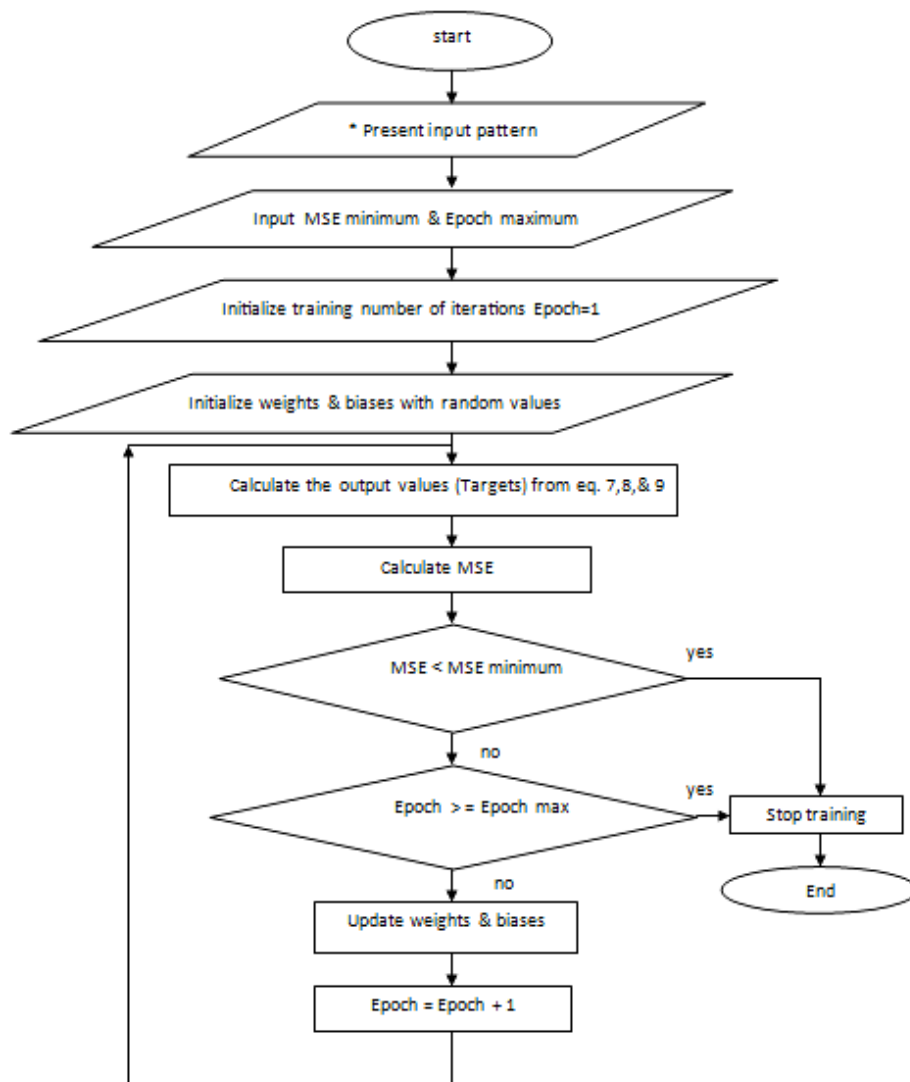 start
* Present input pattern
Input MSE minimum & Epoch maximum
Initialize training number of iterations Epoch=1
Initialize weights & biases with random values
Calculate the output values (Targets) from eq. 7,8,& 9
Calculate MSE
MSE < MSE minimum
yes
no
Epoch >= Epoch max
yes
Stop training
no
End
Update weights & biases
Epoch = Epoch + 1